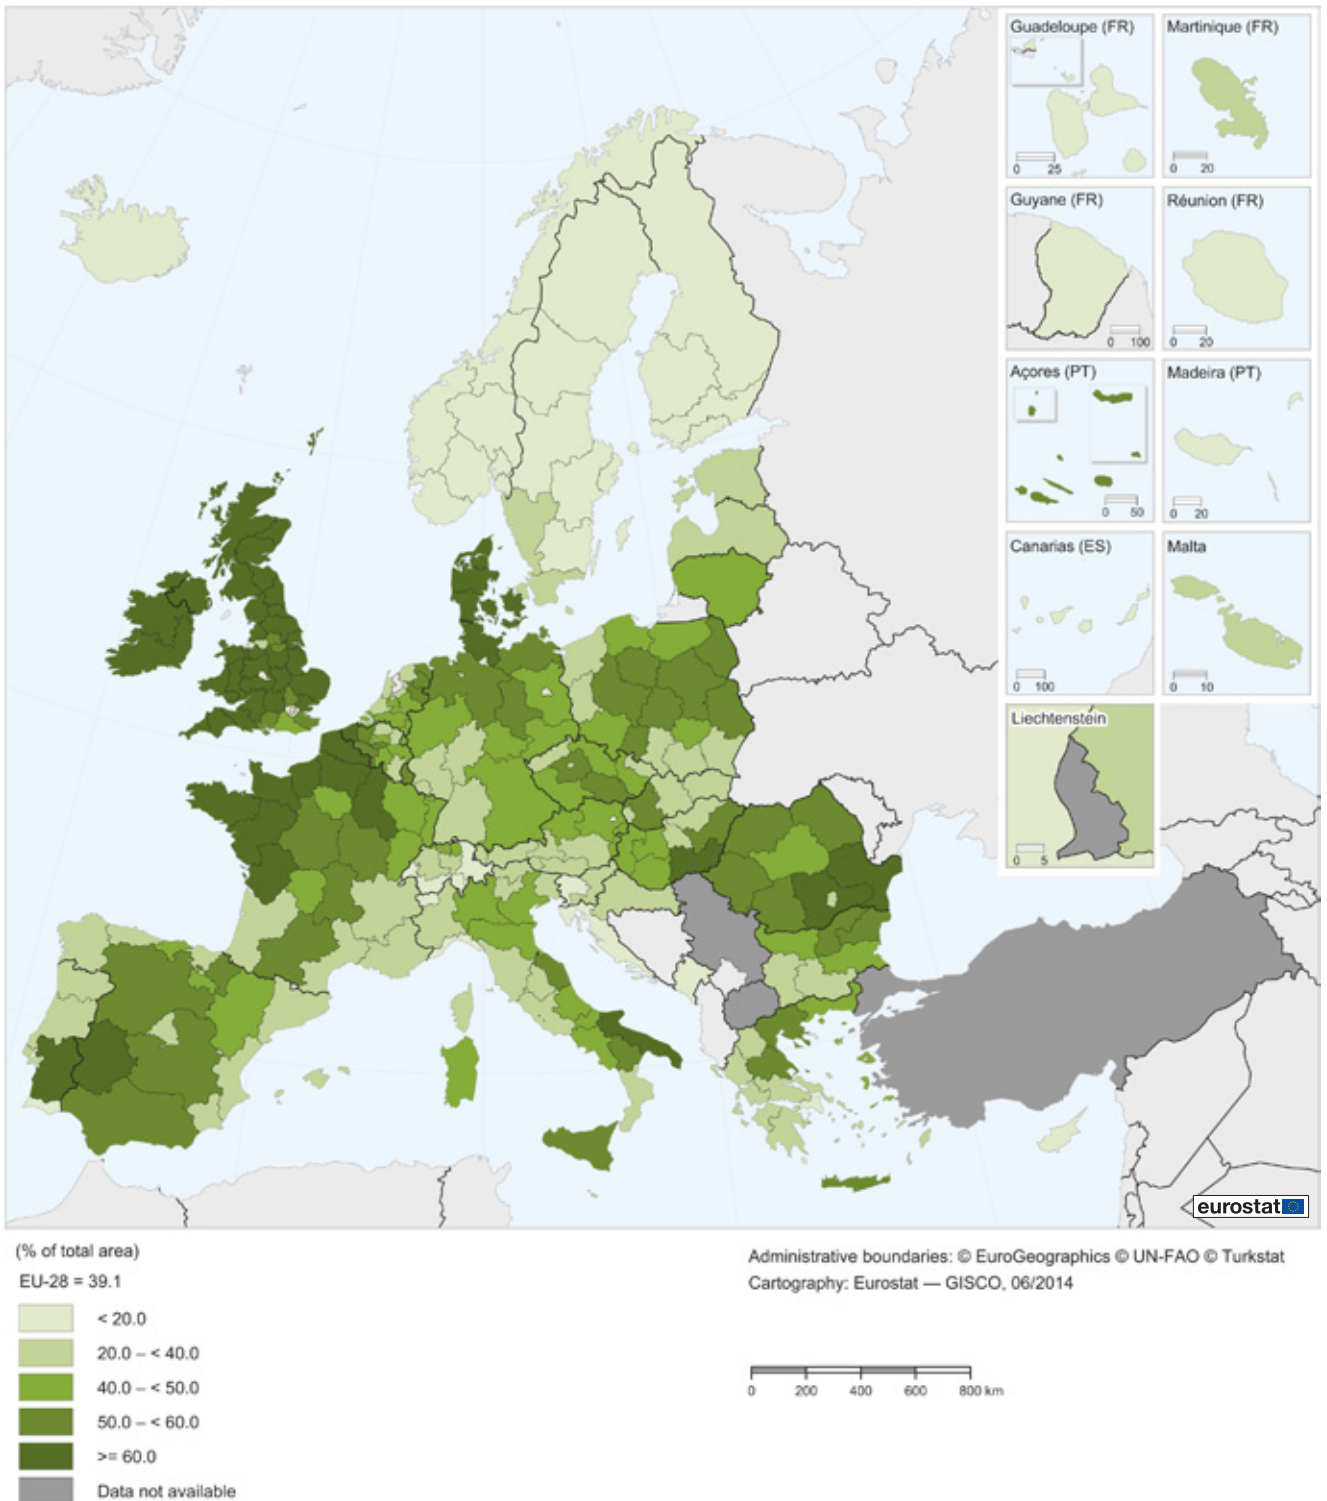 Guadeloupe (FR)
0 25
Martinique (FR)
0 20
Guyane (FR)
0 100
Réunion (FR)
0 20
Açores (PT)
0 50
Madeira (PT)
0 20
Canarias (ES)
0 100
Malta
0 10
Liechtenstein
0 5
eurostat
(% of total area)
EU-28 = 39.1
< 20.0
20.0 – < 40.0
40.0 – < 50.0
50.0 – < 60.0
>= 60.0
Data not available
Administrative boundaries: © EuroGeographics © UN-FAO © Turkstat
Cartography: Eurostat — GISCO, 06/2014
0 200 400 600 800 km